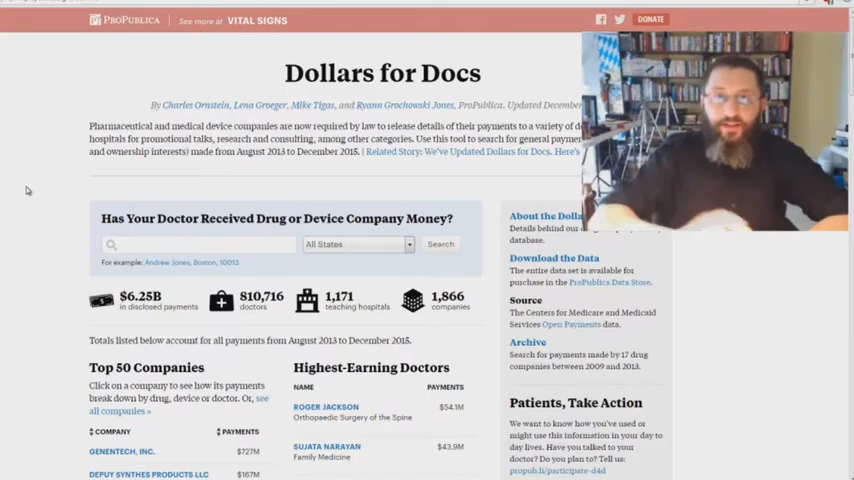 PROPUBLICA
See more at VITAL SIGNS
DONATE
Dollars for Docs
By Charles Ornstein, Lena Groeger, Mike Tigas, and Ryann Grochowski Jones, ProPublica. Updated December
Pharmaceutical and medical device companies are now required by law to release details of their payments to a variety of
hospitals for promotional talks, research and consulting, among other categories. Use this tool to search for general
and ownership interests) made from August 2013 to December 2015. | Related Story: We've Updated Dollars for Docs. Here's
Has Your Doctor Received Drug or Device Company Money?
All States
Search
For example: Andrew Jones, Boston, 10013
$6.25B
in disclosed payments
810,716
doctors
1,171
teaching hospitals
1,866
companies
Totals listed below account for all payments from August 2013 to December 2015.
Top 50 Companies
Click on a company to see how its payments
break down by drug, device or doctor. Or, see
all companies »
COMPANY
PAYMENTS
GENENTECH, INC.
$727M
DEPUY SYNTHES PRODUCTS LLC
$167M
Highest-Earning Doctors
NAME
PAYMENTS
ROGER JACKSON
$54.1M
Orthopaedic Surgery of the Spine
SUJATA NARAYAN
$43.9M
Family Medicine
About the
Details behind
database.
Download the Data
The entire data set is available for
purchase in the ProPublica Data Store.
Source
The Centers for Medicare and Medicaid
Services Open Payments data.
Archive
Search for payments made by 17 drug
companies between 2009 and 2013.
Patients, Take Action
We want to know how you've used or
might use this information in your day to
day lives. Have you talked to your
doctor? Do you plan to? Tell us:
propub.li/participate-d4d